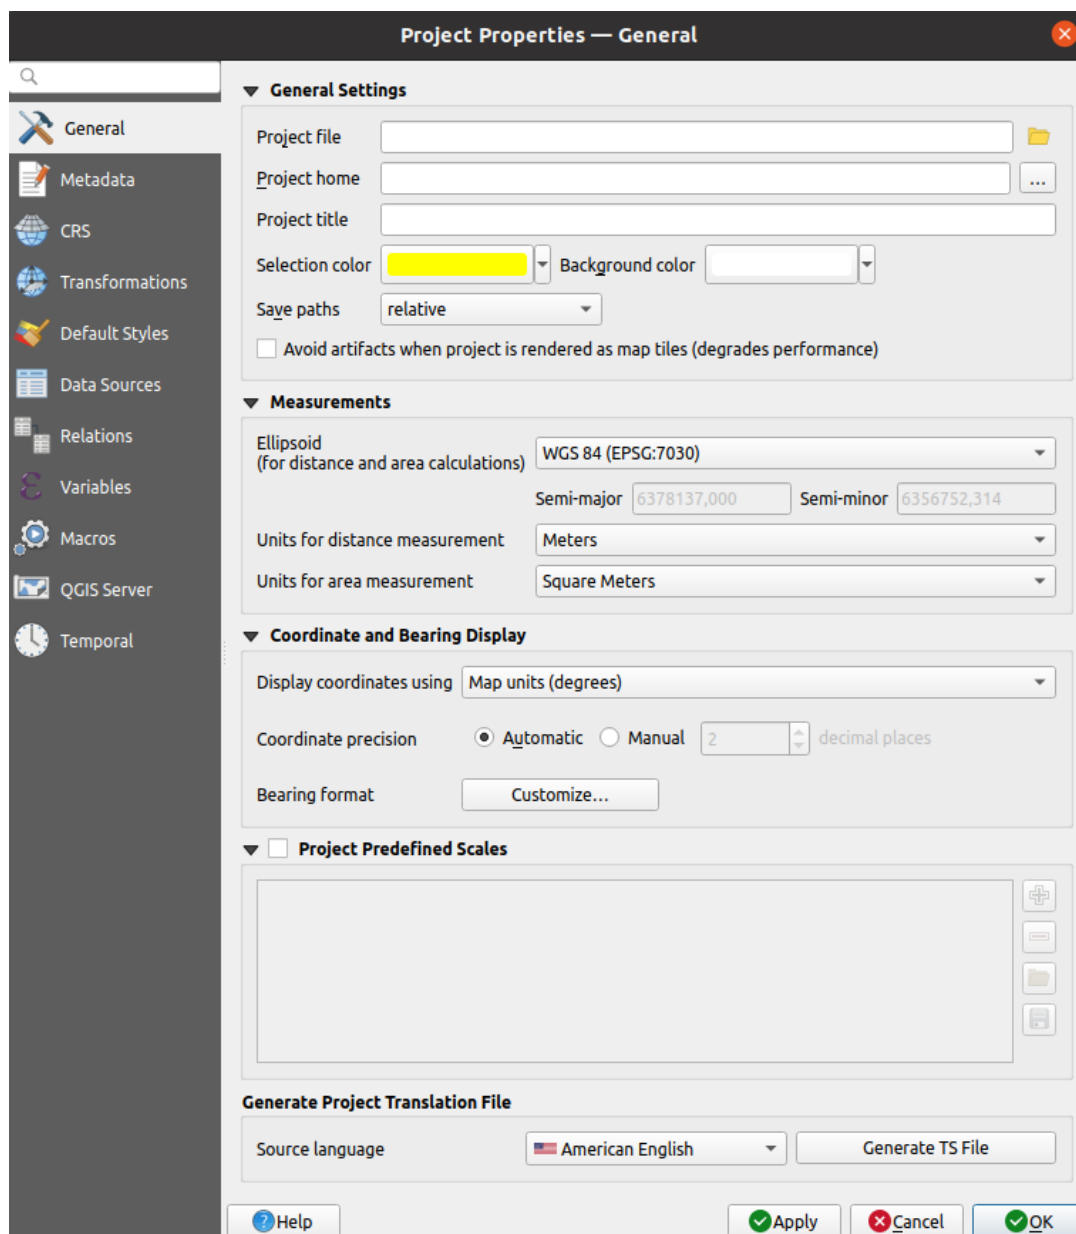 Project Properties — General
General
Metadata
CRS
Transformations
Default Styles
Data Sources
Relations
Variables
Macros
QGIS Server
Temporal
General Settings
Project file
Project home ...
Project title
Selection color Background color
Save paths relative
Avoid artifacts when project is rendered as map tiles (degrades performance)
Measurements
Ellipsoid
(for distance and area calculations) WGS 84 (EPSG:7030)
Semi-major 6378137,000 Semi-minor 6356752,314
Units for distance measurement Meters
Units for area measurement Square Meters
Coordinate and Bearing Display
Display coordinates using Map units (degrees)
Coordinate precision Automatic Manual 2 decimal places
Bearing format Customize...
Project Predefined Scales
Generate Project Translation File
Source language American English Generate TS File
Help Apply Cancel OK